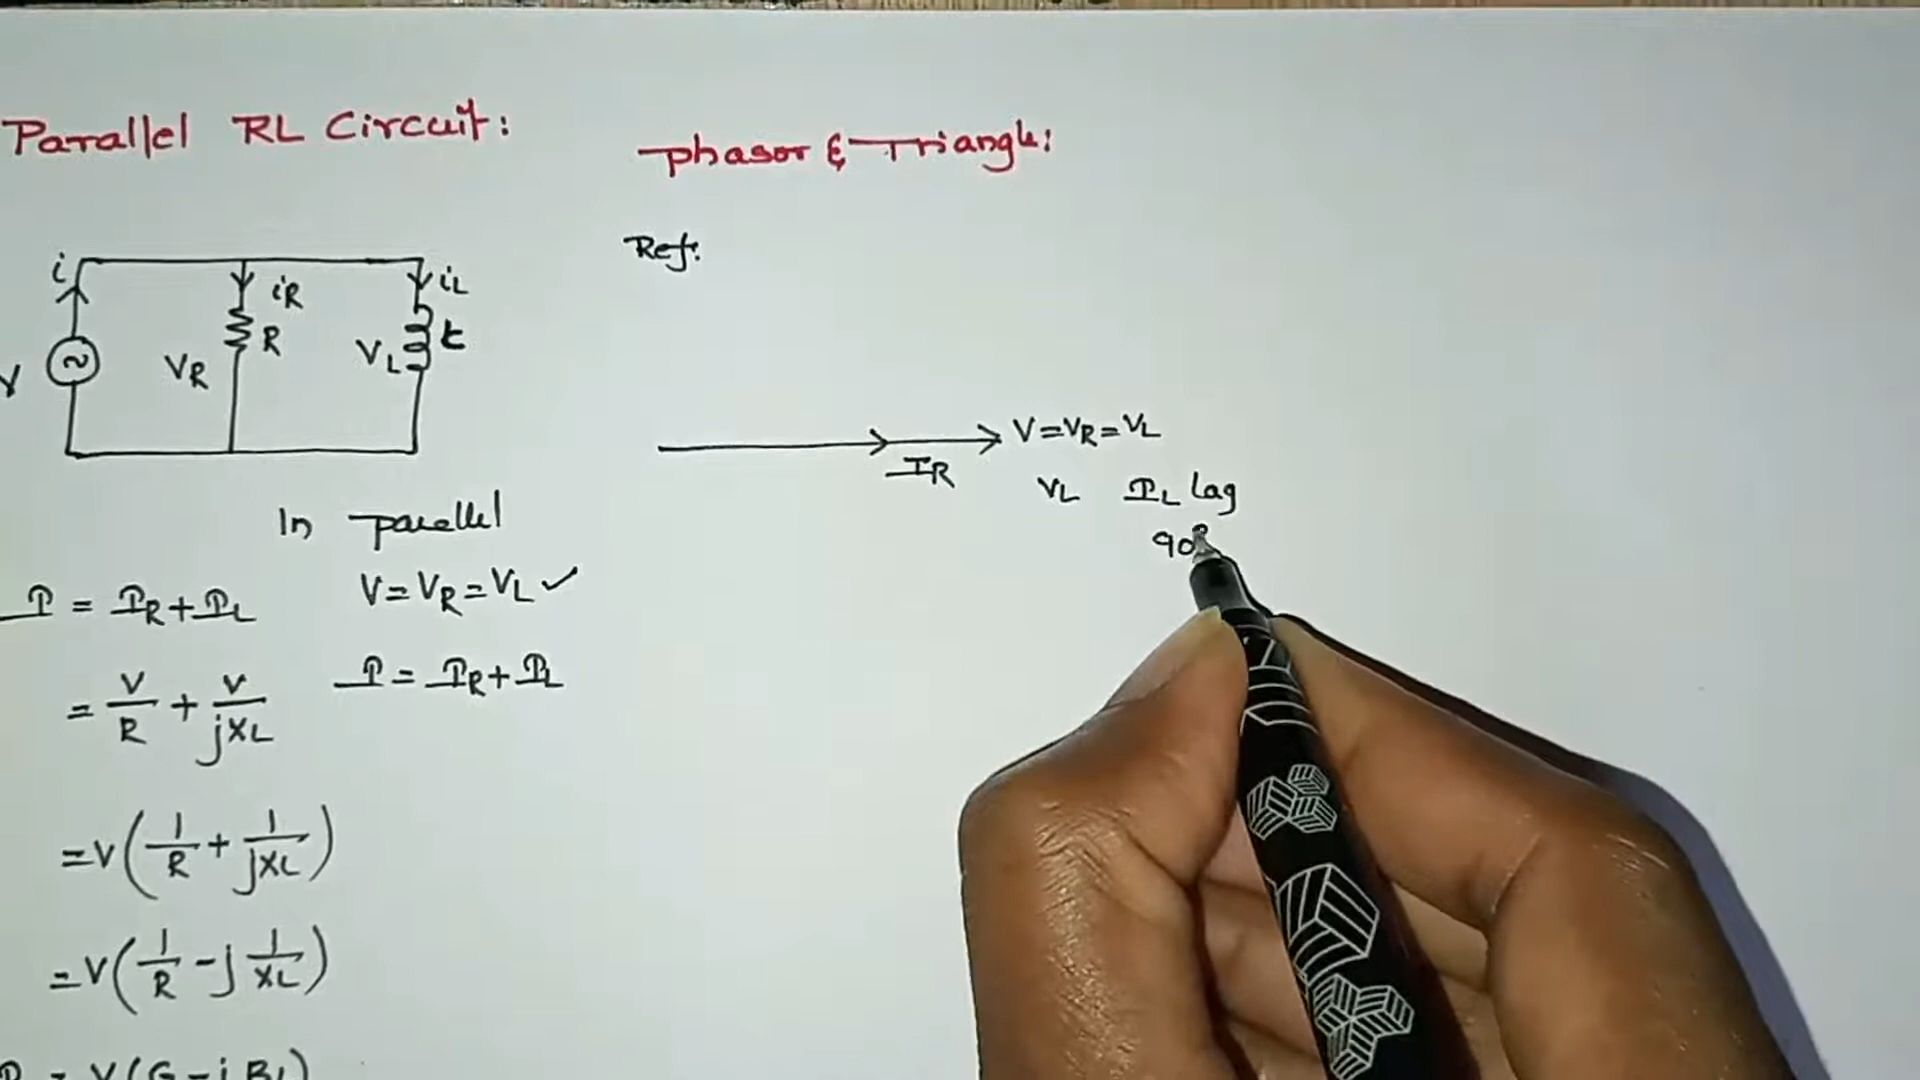 Parallel RL Circuit:
Phasor & Triangle:
Ref:
i
iR
iL
R
L
V
VR
VL
V=VR=VL
IR
VL IL lag
90°
In parallel
V=VR=VL ✓
I = IR+IL
I = IR+IL
= V/R + V/jXL
=V(1/R + 1/jXL)
=V(1/R - j 1/XL)
I = V(G-jBL)